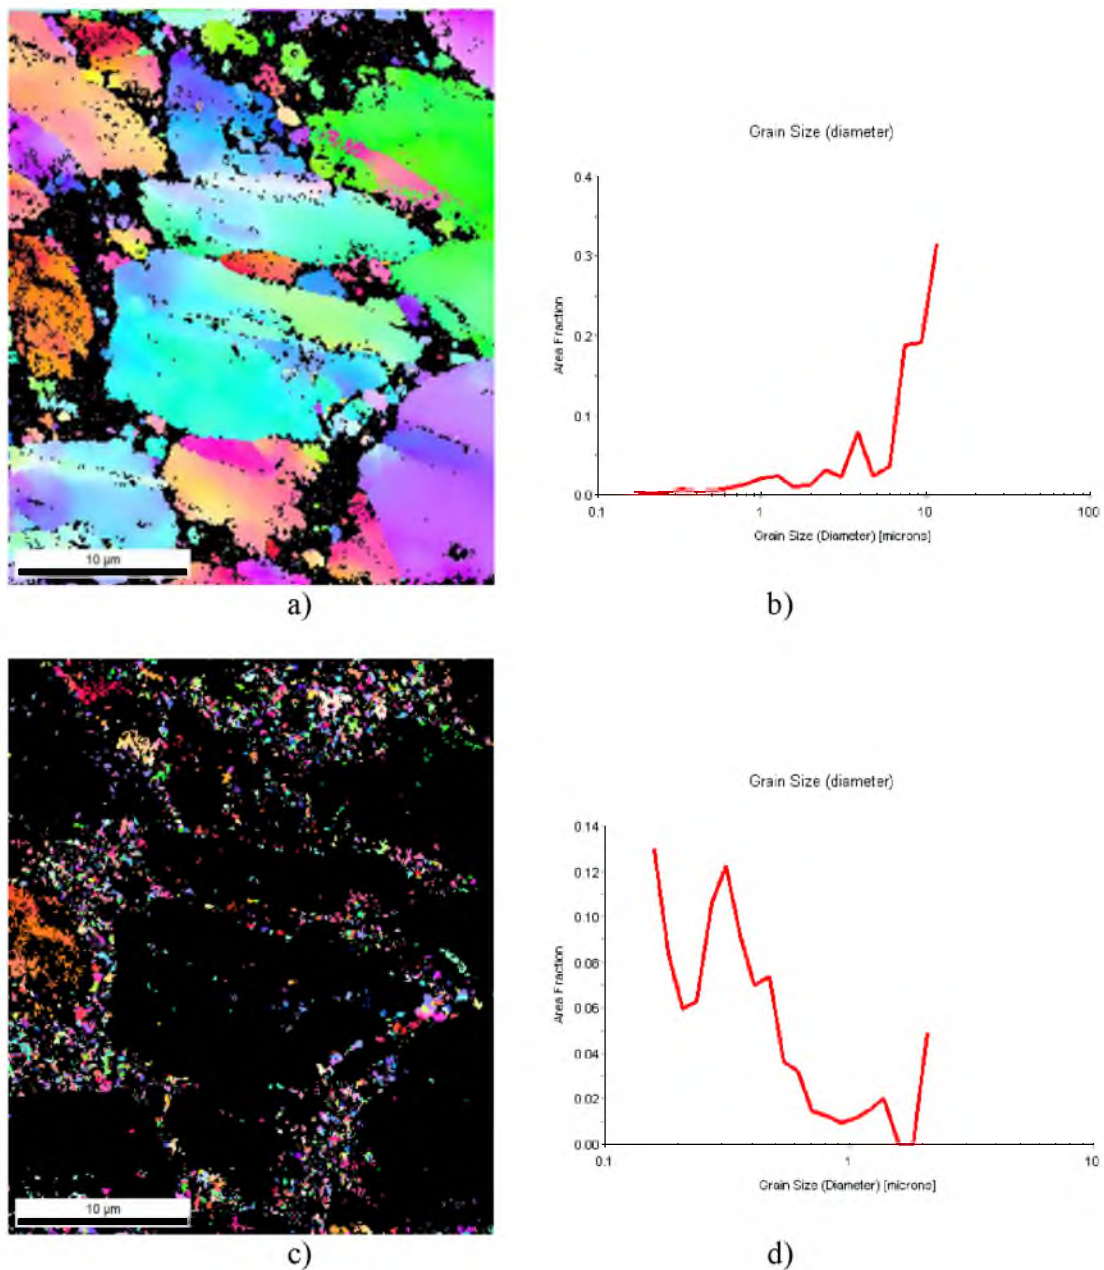 10 µm
a)
Grain Size (diameter)
0.4
0.3
0.2
0.1
0.0
Area Fraction
0.1
1
10
100
Grain Size (Diameter) [microns]
b)
10 µm
c)
Grain Size (diameter)
0.14
0.12
0.10
0.08
0.06
0.04
0.02
0.00
Area Fraction
0.1
1
10
Grain Size (Diameter) [microns]
d)